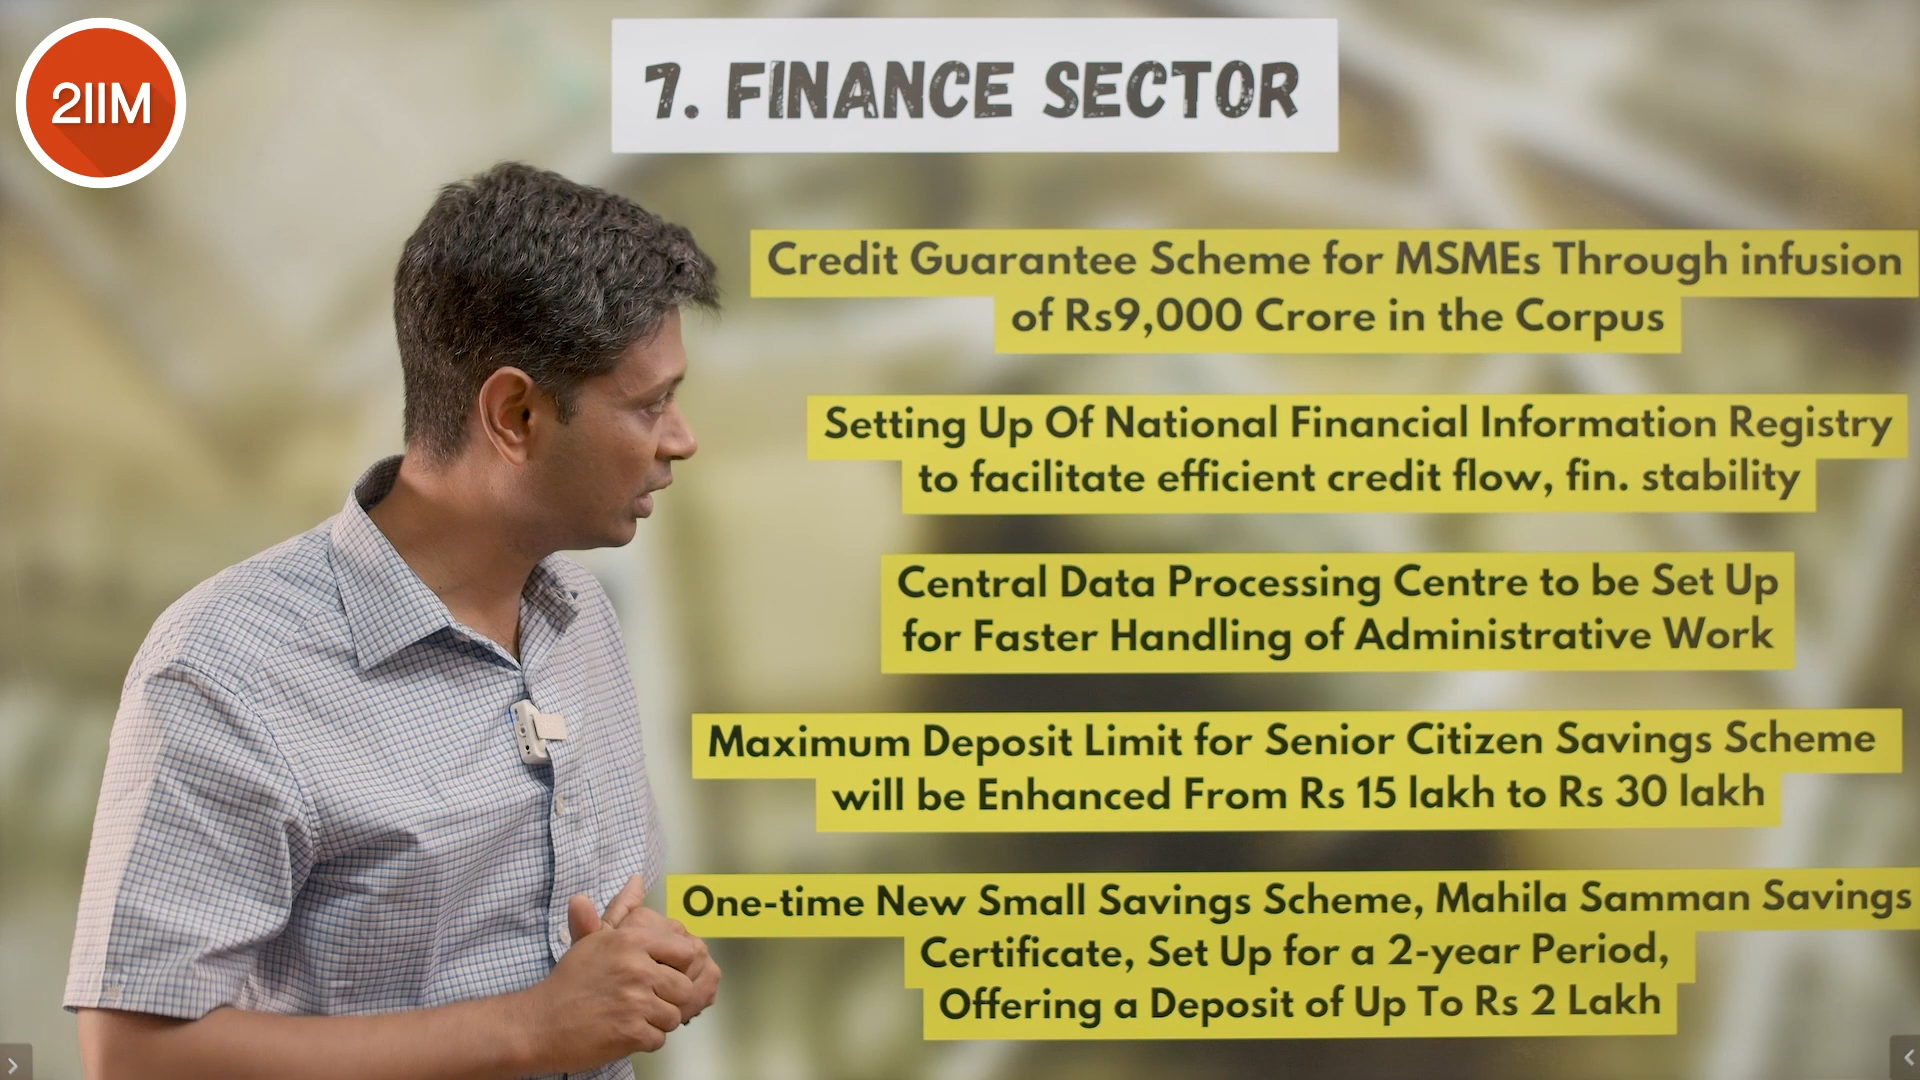 2IIM
7. FINANCE SECTOR
Credit Guarantee Scheme for MSMEs Through infusion
of Rs9,000 Crore in the Corpus
Setting Up Of National Financial Information Registry
to facilitate efficient credit flow, fin. stability
Central Data Processing Centre to be Set Up
for Faster Handling of Administrative Work
Maximum Deposit Limit for Senior Citizen Savings Scheme
will be Enhanced From Rs 15 lakh to Rs 30 lakh
One-time New Small Savings Scheme, Mahila Samman Savings
Certificate, Set Up for a 2-year Period,
Offering a Deposit of Up To Rs 2 Lakh